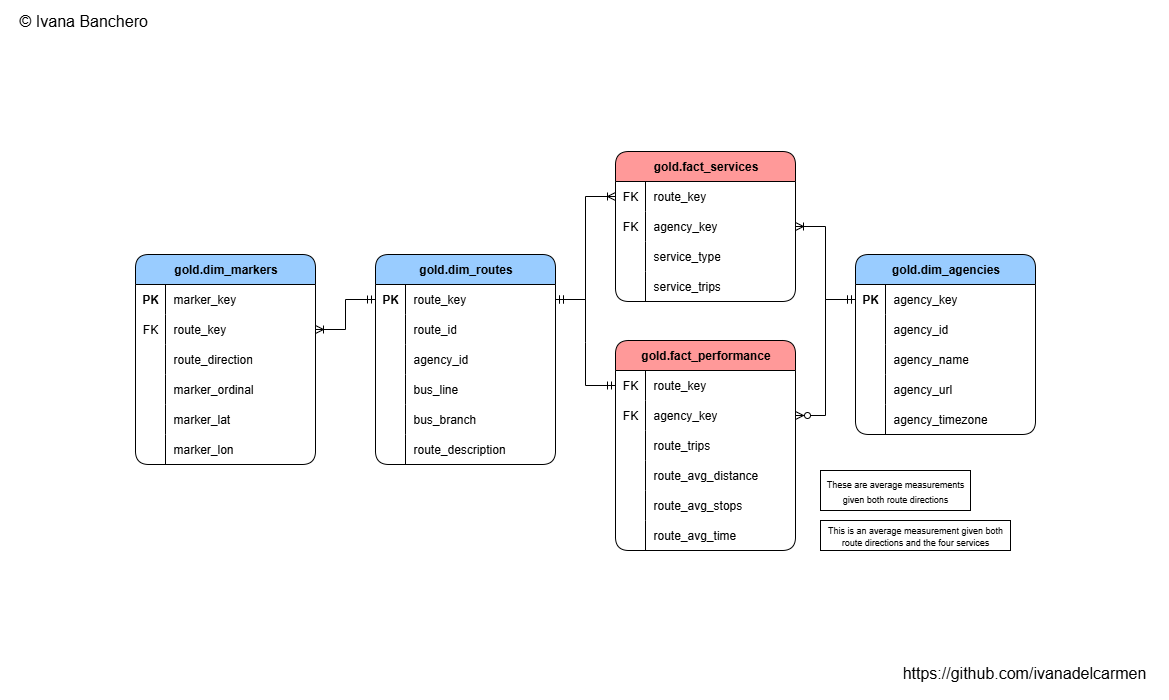 © Ivana Banchero
gold.fact_services
FK route_key
FK agency_key
service_type
service_trips
gold.dim_markers
PK marker_key
FK route_key
route_direction
marker_ordinal
marker_lat
marker_lon
gold.dim_routes
PK route_key
route_id
agency_id
bus_line
bus_branch
route_description
gold.dim_agencies
PK agency_key
agency_id
agency_name
agency_url
agency_timezone
gold.fact_performance
FK route_key
FK agency_key
route_trips
route_avg_distance
route_avg_stops
route_avg_time
These are average measurements
given both route directions
This is an average measurement given both
route directions and the four services
https://github.com/ivanadelcarmen